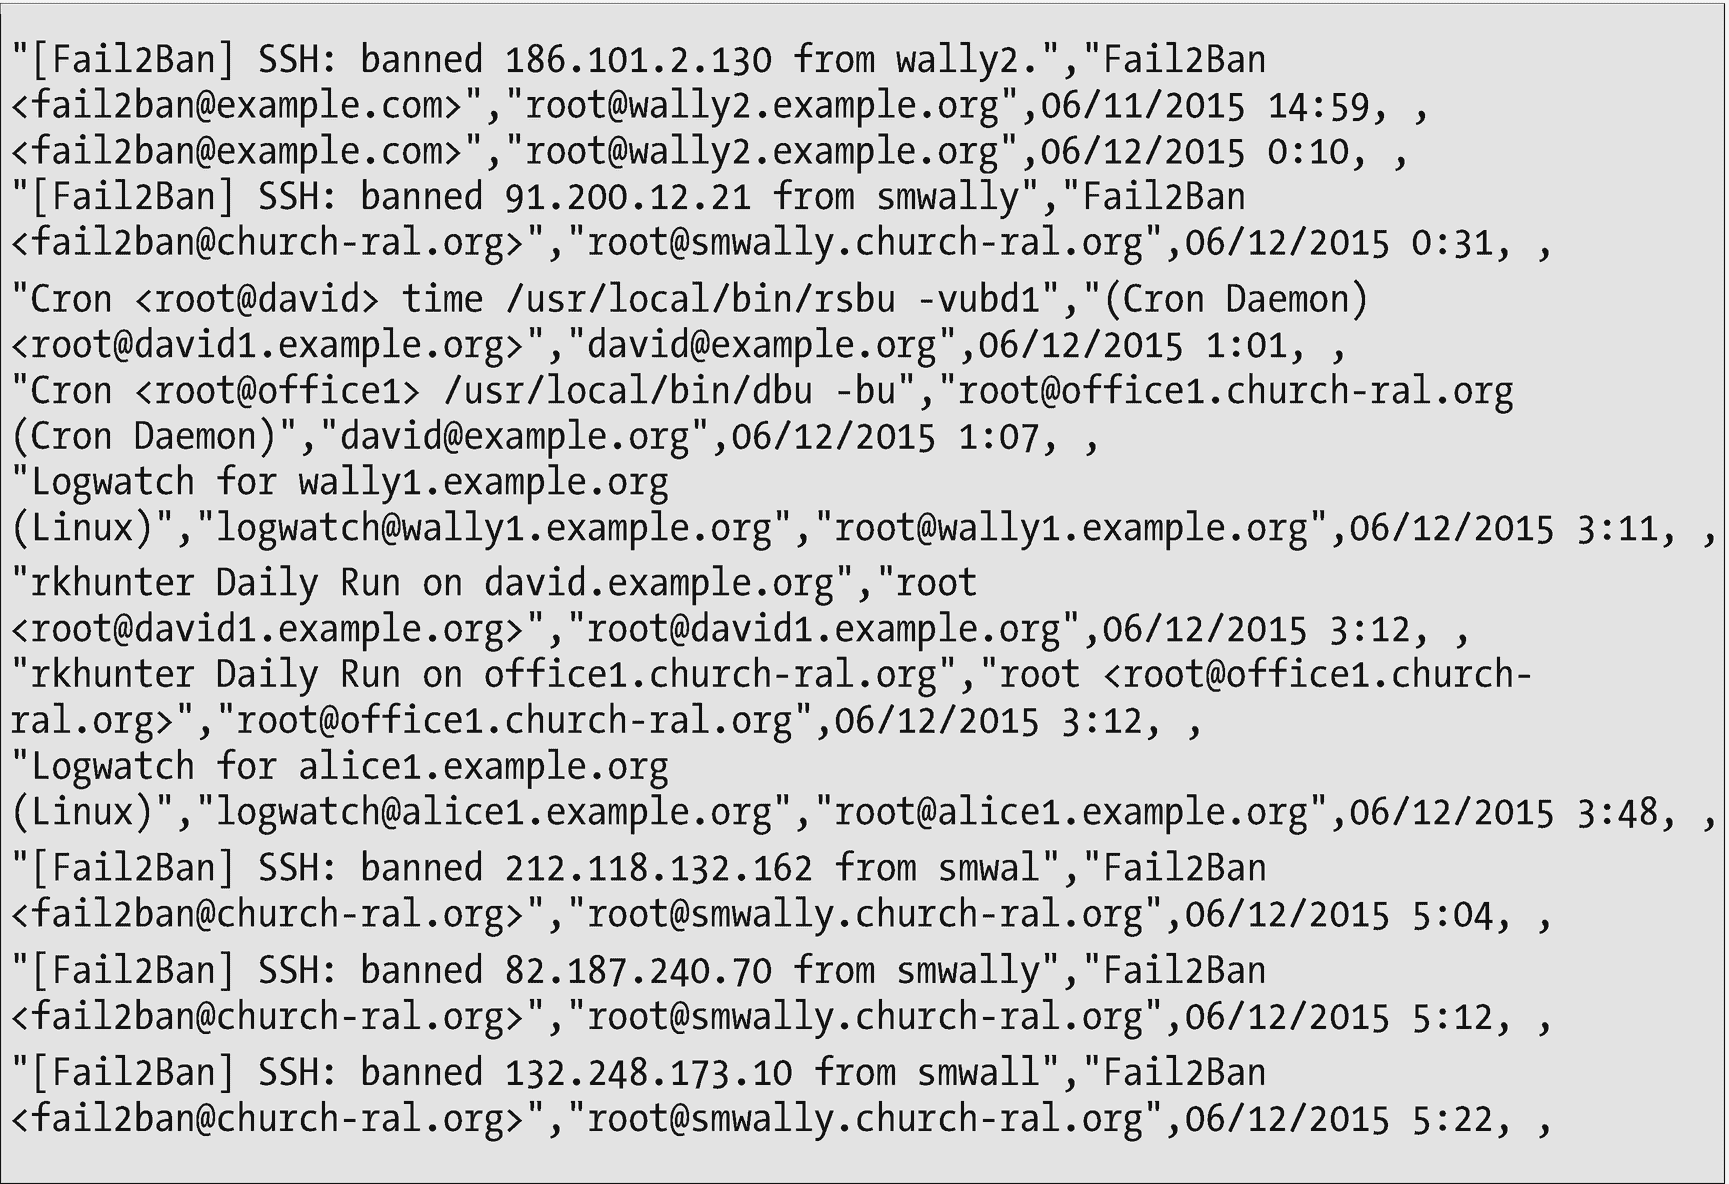 "[Fail2Ban] SSH: banned 186.101.2.130 from wally2.","Fail2Ban
<fail2ban@example.com>","root@wally2.example.org",06/11/2015 14:59, ,
<fail2ban@example.com>","root@wally2.example.org",06/12/2015 0:10, ,
"[Fail2Ban] SSH: banned 91.200.12.21 from smwally","Fail2Ban
<fail2ban@church-ral.org>","root@smwally.church-ral.org",06/12/2015 0:31, ,
"Cron <root@david> time /usr/local/bin/rsbu -vubd1","(Cron Daemon)
<root@david1.example.org>","david@example.org",06/12/2015 1:01, ,
"Cron <root@office1> /usr/local/bin/dbu -bu","root@office1.church-ral.org
(Cron Daemon)","david@example.org",06/12/2015 1:07, ,
"Logwatch for wally1.example.org
(Linux)","logwatch@wally1.example.org","root@wally1.example.org",06/12/2015 3:11, ,
"rkhunter Daily Run on david.example.org","root
<root@david1.example.org>","root@david1.example.org",06/12/2015 3:12, ,
"rkhunter Daily Run on office1.church-ral.org","root <root@office1.church-
ral.org>","root@office1.church-ral.org",06/12/2015 3:12, ,
"Logwatch for alice1.example.org
(Linux)","logwatch@alice1.example.org","root@alice1.example.org",06/12/2015 3:48, ,
"[Fail2Ban] SSH: banned 212.118.132.162 from smwal","Fail2Ban
<fail2ban@church-ral.org>","root@smwally.church-ral.org",06/12/2015 5:04, ,
"[Fail2Ban] SSH: banned 82.187.240.70 from smwally","Fail2Ban
<fail2ban@church-ral.org>","root@smwally.church-ral.org",06/12/2015 5:12, ,
"[Fail2Ban] SSH: banned 132.248.173.10 from smwall","Fail2Ban
<fail2ban@church-ral.org>","root@smwally.church-ral.org",06/12/2015 5:22, ,